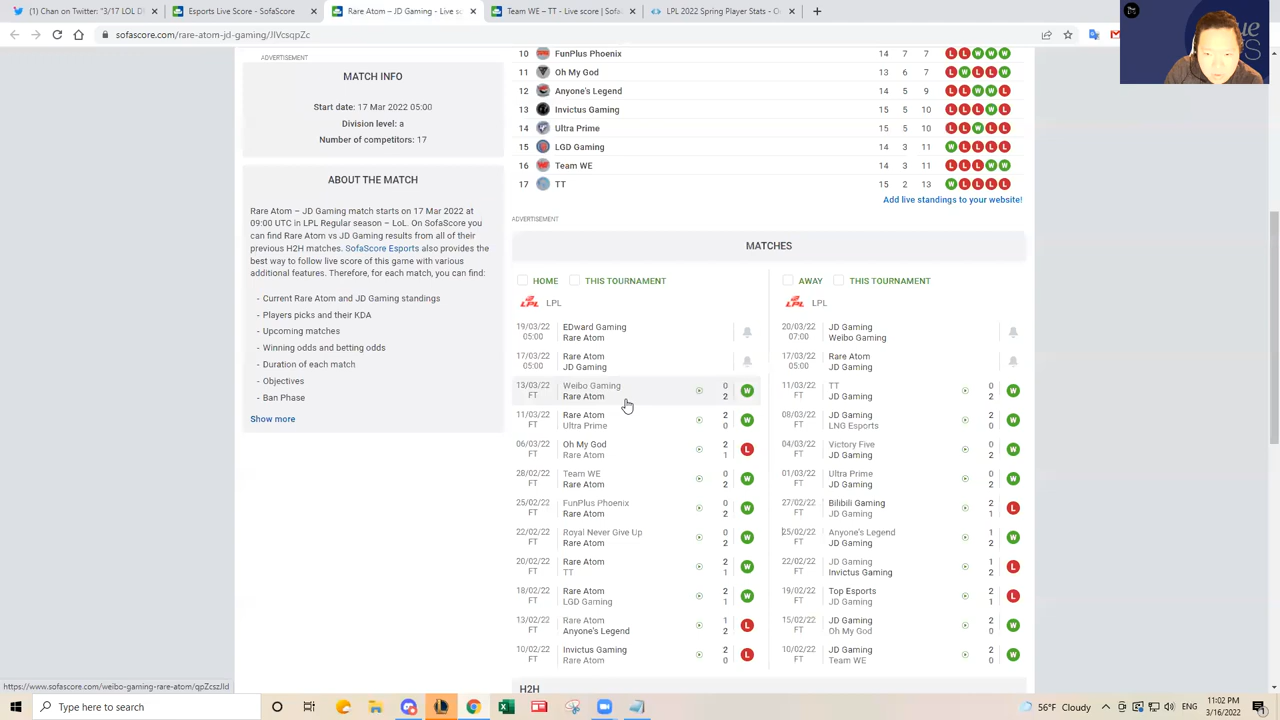 Chan on Twitter: "3/17 LOL D
Rare Atom - JD Gaming - Live sc
Team WE – TT - Live score - Sofa
LPL 2022 Spring Player Stats - C
sofascore.com/rare-atom-jd-gaming/JIVcsqpZc
ADVERTISEMENT
MATCH INFO
Start date: 17 Mar 2022 05:00
Division level: a
Number of competitors: 17
ABOUT THE MATCH
Rare Atom – JD Gaming match starts on 17 Mar 2022 at
09:00 UTC in LPL Regular season – LoL. On SofaScore you
can find Rare Atom vs JD Gaming results from all of their
previous H2H matches. SofaScore Esports also provides the
best way to follow live score of this game with various
additional features. Therefore, for each match, you can find:
- Current Rare Atom and JD Gaming standings
- Players picks and their KDA
- Upcoming matches
- Winning odds and betting odds
- Duration of each match
- Objectives
- Ban Phase
Show more
10 FunPlus Phoenix 14 7 7 L L W W W
11 Oh My God 13 6 7 L W L L W
12 Anyone's Legend 14 5 9 L L W W L
13 Invictus Gaming 15 5 10 L L L W L
14 Ultra Prime 15 5 10 L L W L L
15 LGD Gaming 14 3 11 W L L L L
16 Team WE 14 3 11 L L L W W
17 TT 15 2 13 W L L L L
Add live standings to your website!
ADVERTISEMENT
MATCHES
HOME THIS TOURNAMENT
LPL
19/03/22 EDward Gaming
05:00 Rare Atom
17/03/22 Rare Atom
05:00 JD Gaming
13/03/22 Weibo Gaming 0
FT Rare Atom 2 W
11/03/22 Rare Atom 2
FT Ultra Prime 0 W
06/03/22 Oh My God 2
FT Rare Atom 1 L
28/02/22 Team WE 0
FT Rare Atom 2 W
25/02/22 FunPlus Phoenix 0
FT Rare Atom 2 W
22/02/22 Royal Never Give Up 0
FT Rare Atom 2 W
20/02/22 Rare Atom 2
FT TT 1 W
18/02/22 Rare Atom 2
FT LGD Gaming 1 W
13/02/22 Rare Atom 1
FT Anyone's Legend 2 L
10/02/22 Invictus Gaming 2
FT Rare Atom 0 L
AWAY THIS TOURNAMENT
LPL
20/03/22 JD Gaming
07:00 Weibo Gaming
17/03/22 Rare Atom
05:00 JD Gaming
11/03/22 TT 0
FT JD Gaming 2 W
08/03/22 JD Gaming 2
FT LNG Esports 0 W
04/03/22 Victory Five 0
FT JD Gaming 2 W
01/03/22 Ultra Prime 0
FT JD Gaming 2 W
27/02/22 Bilibili Gaming 2
FT JD Gaming 1 L
25/02/22 Anyone's Legend 1
FT JD Gaming 2 W
22/02/22 JD Gaming 1
FT Invictus Gaming 2 L
19/02/22 Top Esports 2
FT JD Gaming 1 L
15/02/22 JD Gaming 2
FT Oh My God 0 W
10/02/22 JD Gaming 2
FT Team WE 0 W
H2H
https://www.sofascore.com/weibo-gaming-rare-atom/qpZcszJld
Type here to search
56°F Cloudy
ENG
11:02 PM
3/16/2022